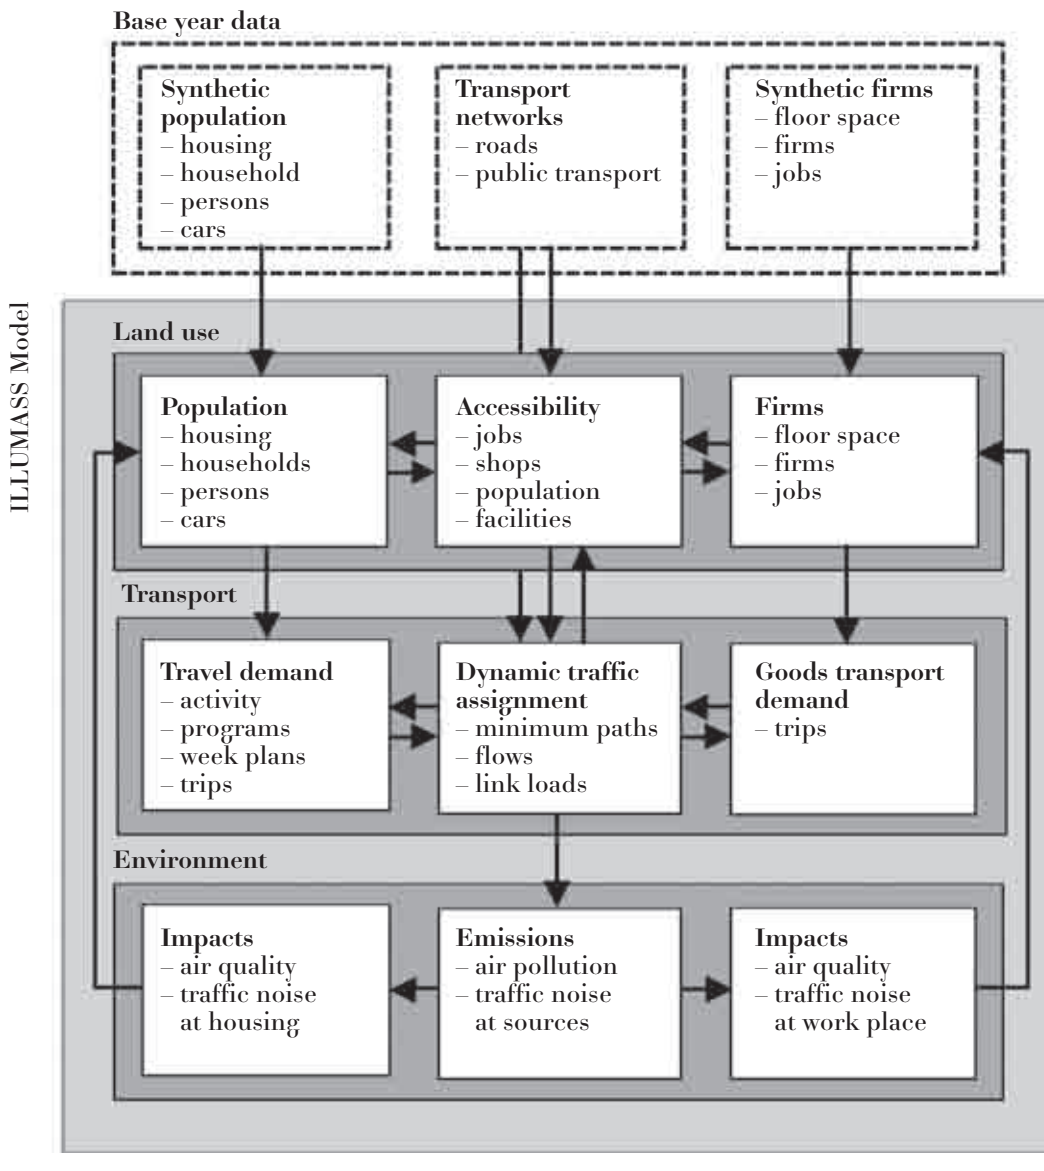 Base year data
Synthetic
population
– housing
– household
– persons
– cars
Transport
networks
– roads
– public transport
Synthetic firms
– floor space
– firms
– jobs
ILLUMASS Model
Land use
Population
– housing
– households
– persons
– cars
Accessibility
– jobs
– shops
– population
– facilities
Firms
– floor space
– firms
– jobs
Transport
Travel demand
– activity
– programs
– week plans
– trips
Dynamic traffic
assignment
– minimum paths
– flows
– link loads
Goods transport
demand
– trips
Environment
Impacts
– air quality
– traffic noise
at housing
Emissions
– air pollution
– traffic noise
at sources
Impacts
– air quality
– traffic noise
at work place